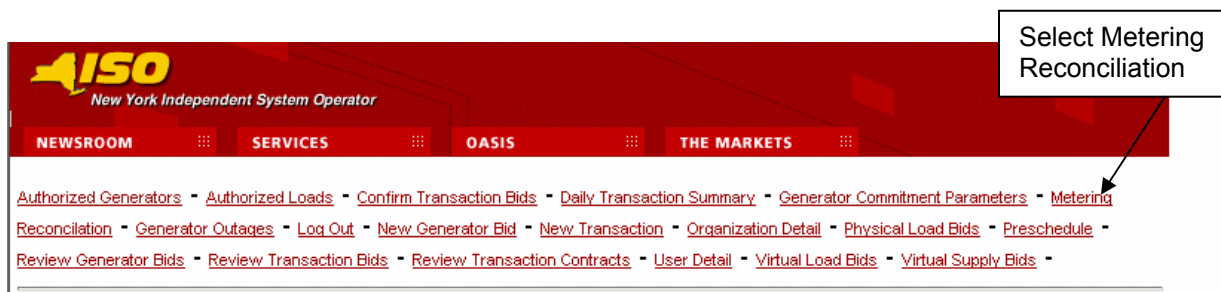 Select Metering
Reconciliation
ISO
New York Independent System Operator
NEWSROOM SERVICES OASIS THE MARKETS
Authorized Generators - Authorized Loads - Confirm Transaction Bids - Daily Transaction Summary - Generator Commitment Parameters - Metering
Reconcilation - Generator Outages - Log Out - New Generator Bid - New Transaction - Organization Detail - Physical Load Bids - Preschedule -
Review Generator Bids - Review Transaction Bids - Review Transaction Contracts - User Detail - Virtual Load Bids - Virtual Supply Bids -